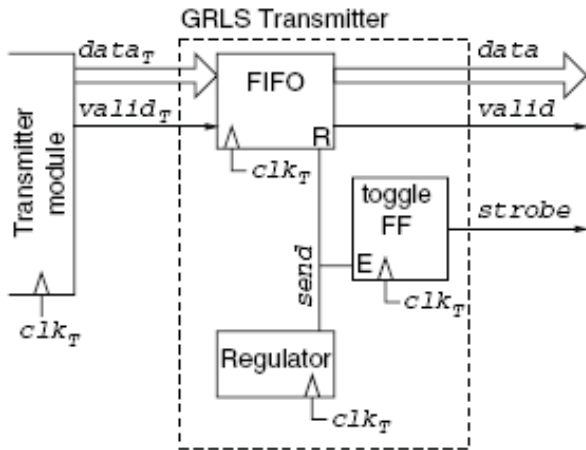 GRLS Transmitter
data_T
data
FIFO
valid_T
valid
R
clk_T
Transmitter
module
toggle
FF
strobe
E
send
clk_T
clk_T
Regulator
clk_T